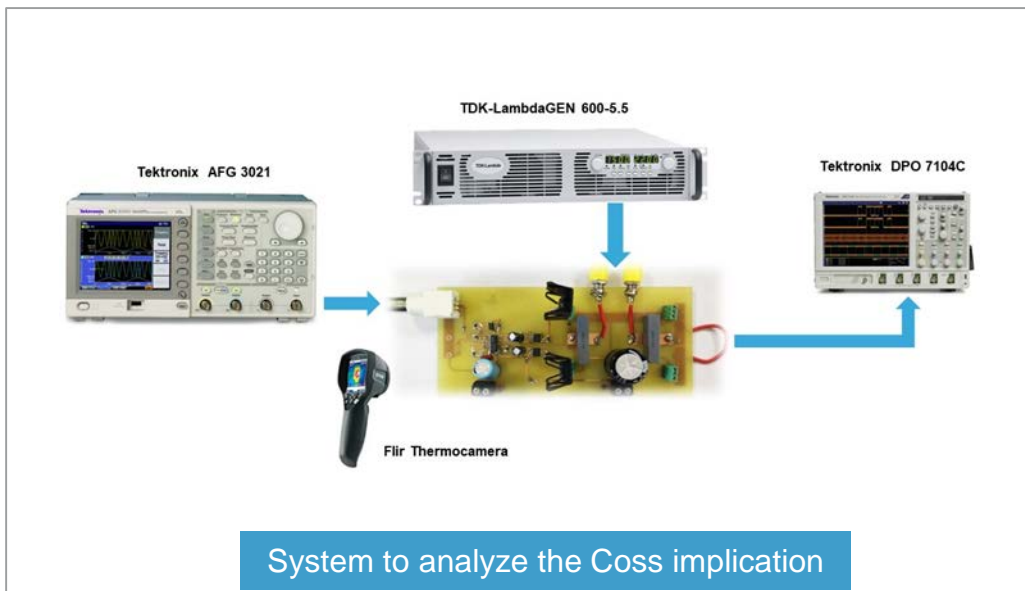 TDK-LambdaGEN 600-5.5
Tektronix AFG 3021
Tektronix DPO 7104C
Flir Thermocamera
System to analyze the Coss implication